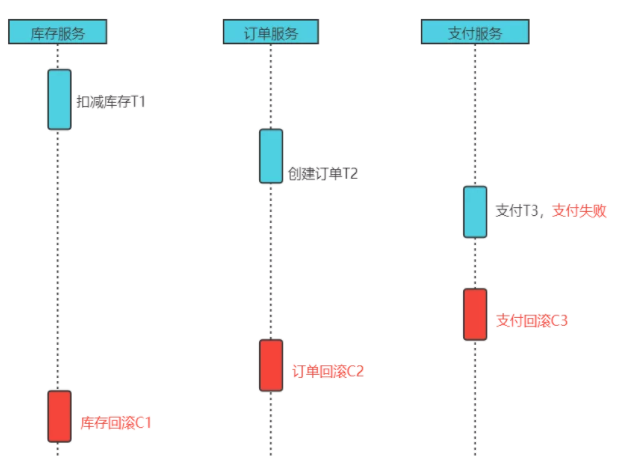 库存服务
订单服务
支付服务
扣减库存T1
创建订单T2
支付T3，支付失败
支付回滚C3
订单回滚C2
库存回滚C1